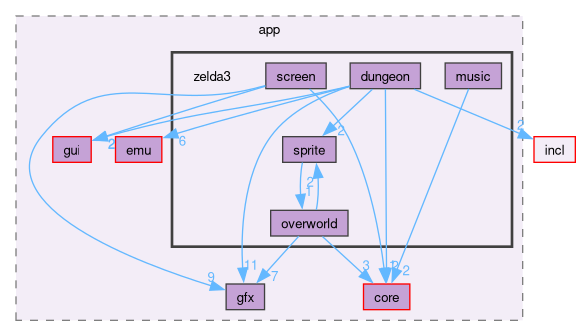 app
zelda3
screen
dungeon
music
gui
emu
sprite
incl
overworld
gfx
core
2
6
2
2
2
1
9
11
7
3
2
2